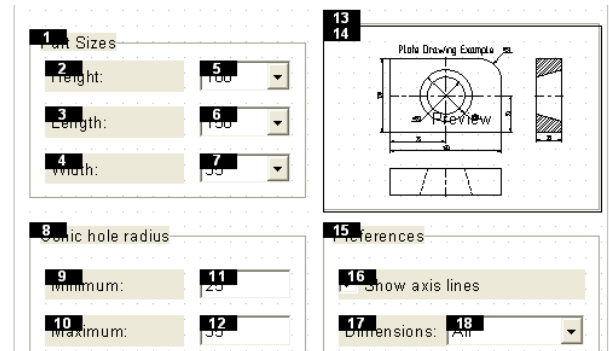 1 Part Sizes
2 Height: 5
3 Length: 6
4 Width: 7
8 Conic hole radius
9 Minimum: 11
10 Maximum: 12
13
14
Plate Drawing Example
Preview
15 Preferences
16 Show axis lines
17 Dimensions: 18 All